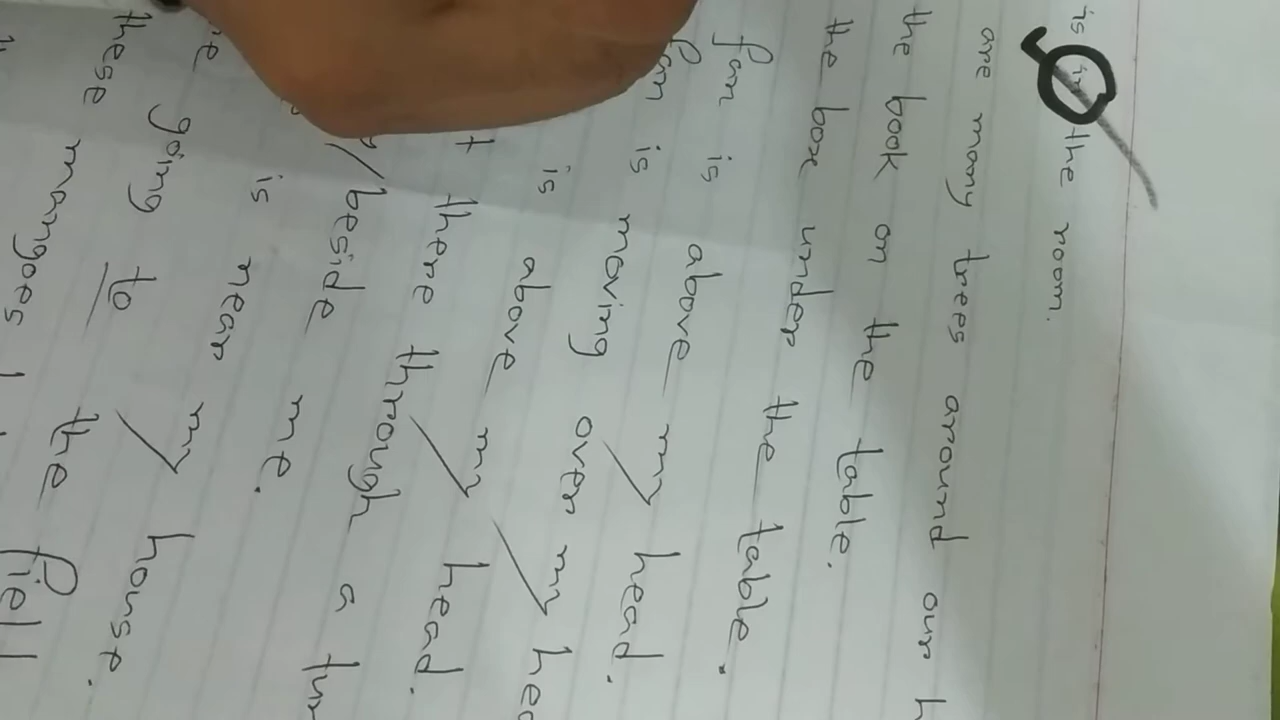 is in the room.
are many trees around our
the book on the table.
the box under the table.
fan is above my head.
fan is moving over my
is above my head.
there through a
/beside me.
is near my house.
going to the field
these mangoes